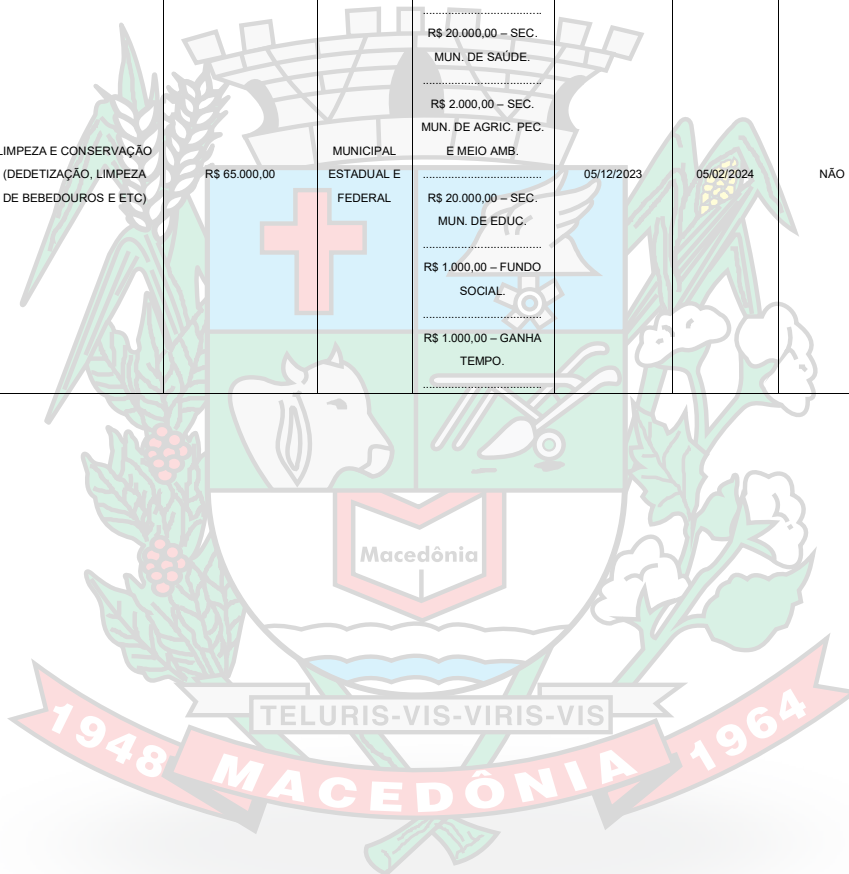 ........................................
R$ 20.000,00 – SEC.
MUN. DE SAÚDE.
........................................
R$ 2.000,00 – SEC.
MUN. DE AGRIC. PEC.
E MEIO AMB.
........................................
R$ 20.000,00 – SEC.
MUN. DE EDUC.
........................................
R$ 1.000,00 – FUNDO
SOCIAL.
........................................
R$ 1.000,00 – GANHA
TEMPO.
........................................
LIMPEZA E CONSERVAÇÃO
(DEDETIZAÇÃO, LIMPEZA
DE BEBEDOUROS E ETC)
R$ 65.000,00
MUNICIPAL
ESTADUAL E
FEDERAL
05/12/2023
05/02/2024
NÃO
Macedônia
TELURIS-VIS-VIRIS-VIS
1948
MACEDÔNIA
1964